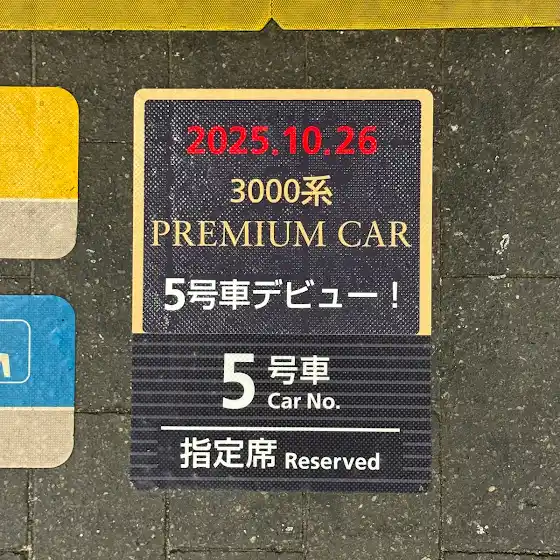 2025.10.26
3000系
PREMIUM CAR
5号車デビュー！
5 号車
Car No.
指定席 Reserved